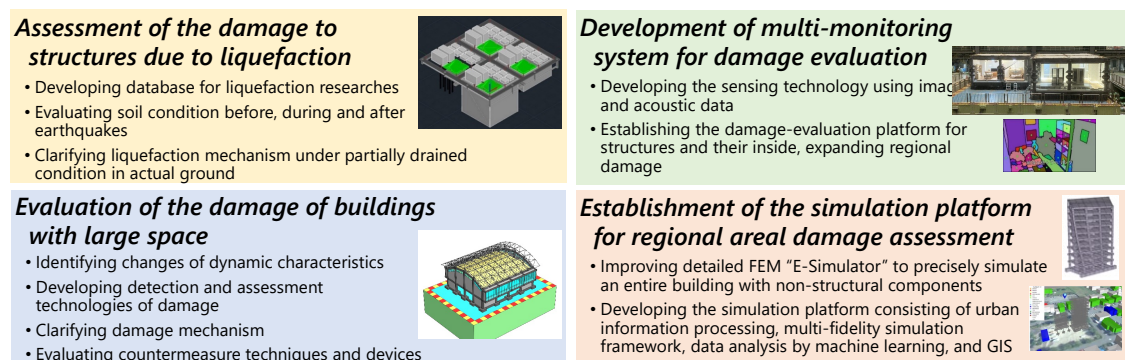 Assessment of the damage to
structures due to liquefaction
• Developing database for liquefaction researches
• Evaluating soil condition before, during and after
earthquakes
• Clarifying liquefaction mechanism under partially drained
condition in actual ground
Development of multi-monitoring
system for damage evaluation
• Developing the sensing technology using
and acoustic data
• Establishing the damage-evaluation platform for
structures and their inside, expanding regional
damage
Evaluation of the damage of buildings
with large space
• Identifying changes of dynamic characteristics
• Developing detection and assessment
technologies of damage
• Clarifying damage mechanism
• Evaluating countermeasure techniques and devices
Establishment of the simulation platform
for regional areal damage assessment
• Improving detailed FEM “E-Simulator” to precisely simulate
an entire building with non-structural components
• Developing the simulation platform consisting of urban
information processing, multi-fidelity simulation
framework, data analysis by machine learning, and GIS